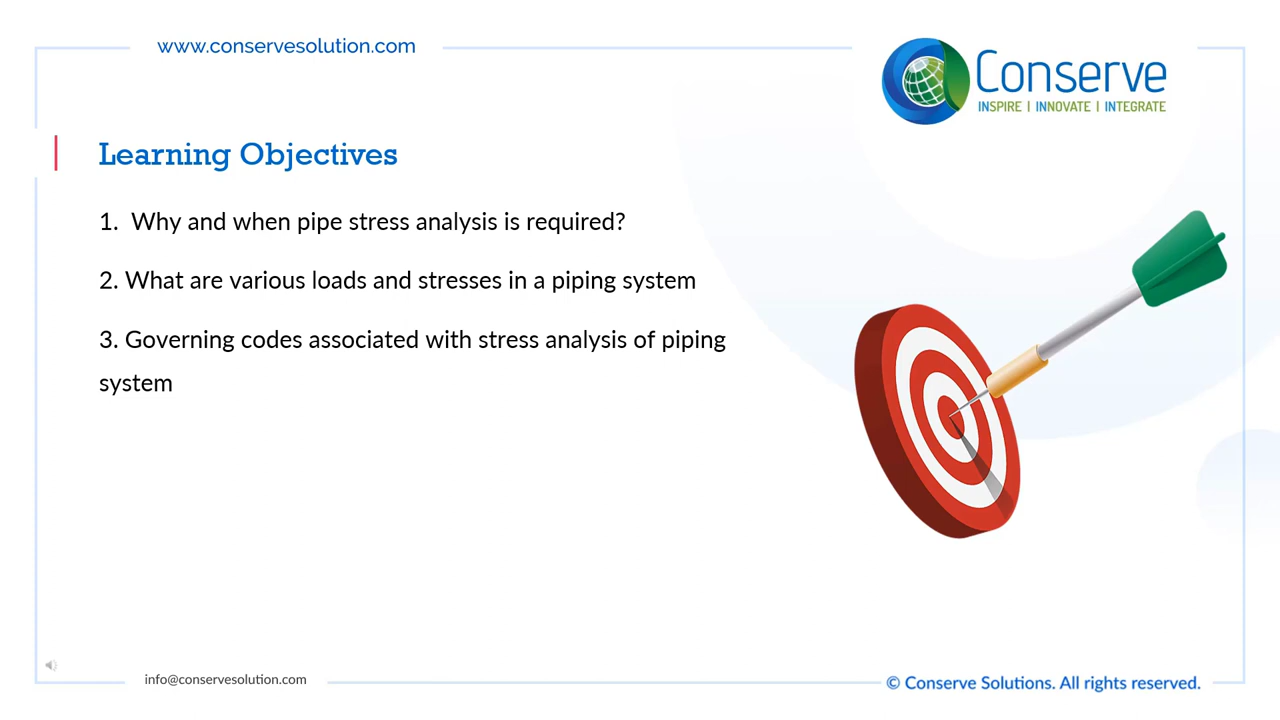 www.conservesolution.com
Conserve
INSPIRE | INNOVATE | INTEGRATE
Learning Objectives
1.  Why and when pipe stress analysis is required?
2. What are various loads and stresses in a piping system
3. Governing codes associated with stress analysis of piping
system
info@conservesolution.com
© Conserve Solutions. All rights reserved.